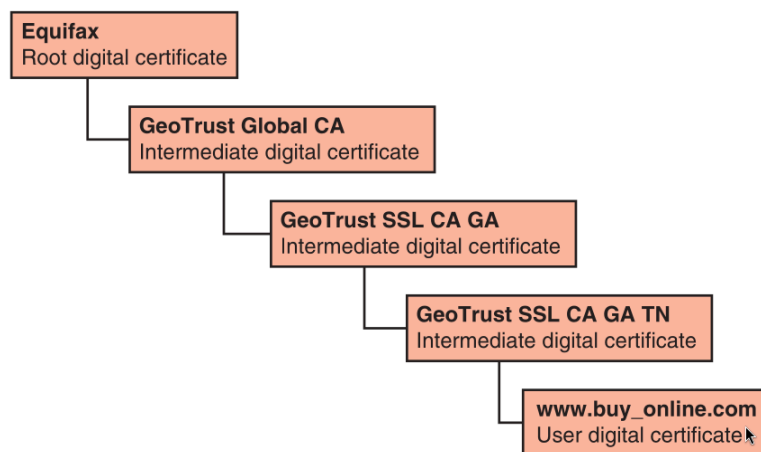 Equifax
Root digital certificate
GeoTrust Global CA
Intermediate digital certificate
GeoTrust SSL CA GA
Intermediate digital certificate
GeoTrust SSL CA GA TN
Intermediate digital certificate
www.buy_online.com
User digital certificate